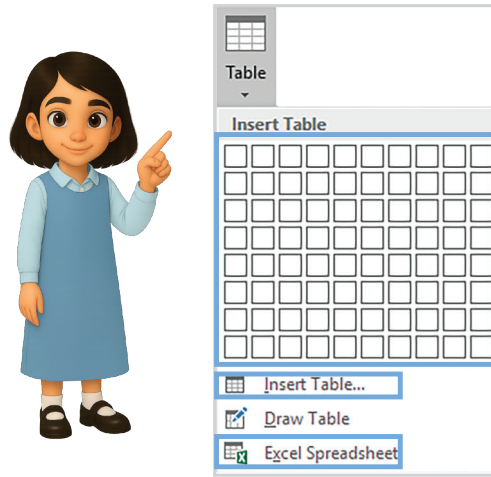 Table
Insert Table
Insert Table...
Draw Table
Excel Spreadsheet